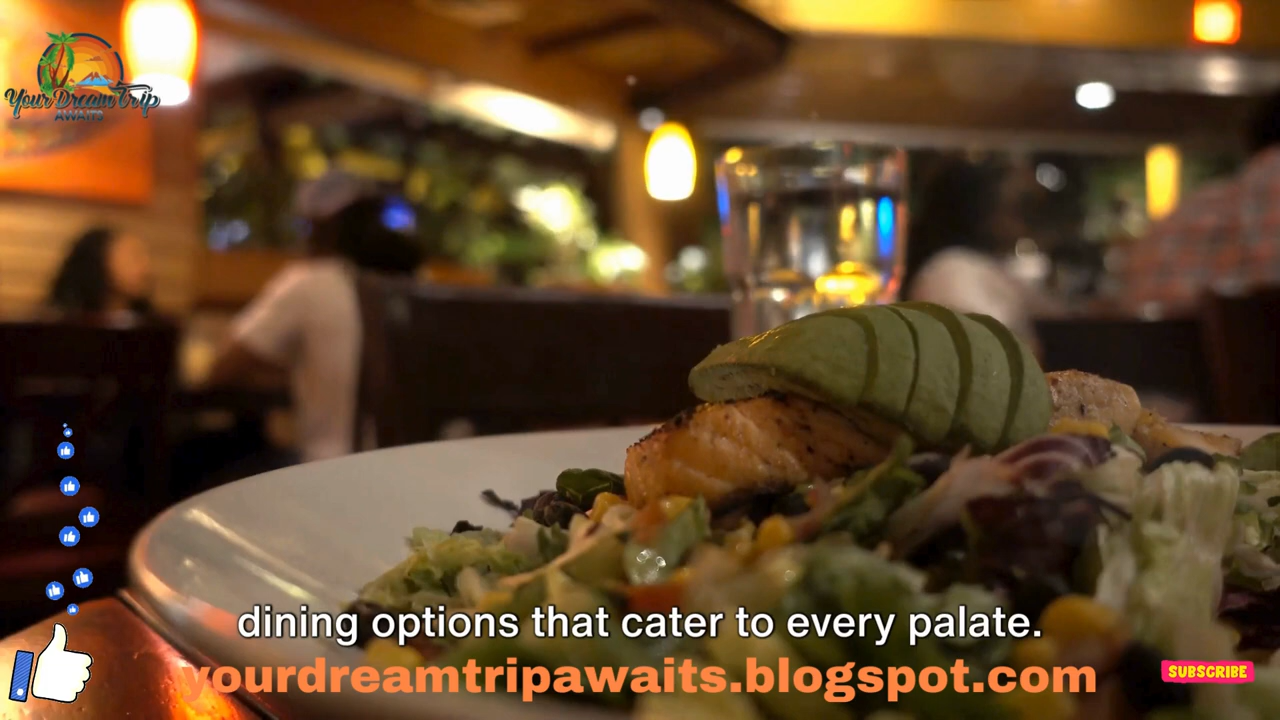 Your Dream Trip
AWAITS
dining options that cater to every palate.
yourdreamtripawaits.blogspot.com
SUBSCRIBE